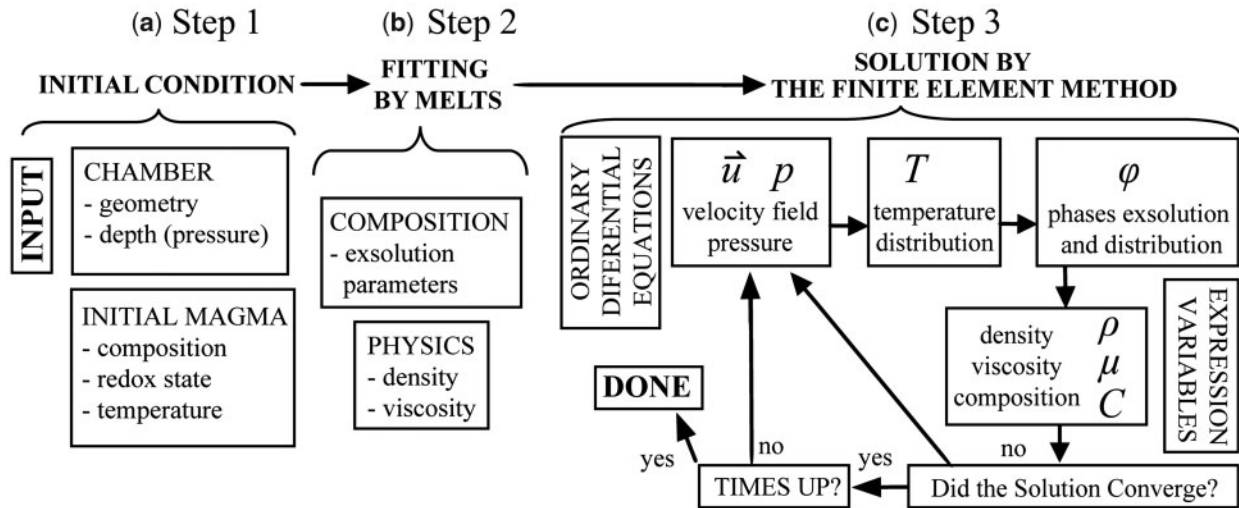 (a) Step 1
INITIAL CONDITION
INPUT
CHAMBER
- geometry
- depth (pressure)
INITIAL MAGMA
- composition
- redox state
- temperature
(b) Step 2
FITTING
BY MELTS
COMPOSITION
- exsolution
parameters
PHYSICS
- density
- viscosity
(c) Step 3
SOLUTION BY
THE FINITE ELEMENT METHOD
ORDINARY
DIFERENTIAL
EQUATIONS
u⃗ p
velocity field
pressure
T
temperature
distribution
φ
phases exsolution
and distribution
EXPRESSION
VARIABLES
density ρ
viscosity μ
composition C
no
Did the Solution Converge?
yes
TIMES UP?
no
yes
DONE